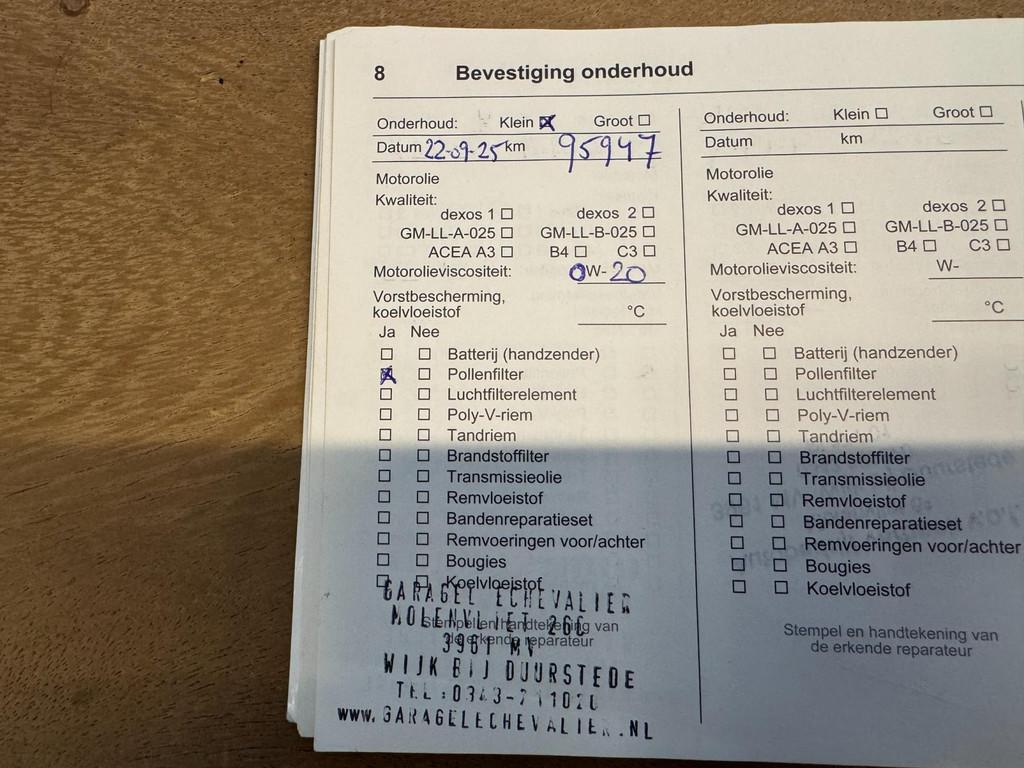 8 Bevestiging onderhoud
Onderhoud: Klein ☒ Groot ☐
Datum 22-09-25 km 95947
Motorolie
Kwaliteit:
dexos 1 ☐ dexos 2 ☐
GM-LL-A-025 ☐ GM-LL-B-025 ☐
ACEA A3 ☐ B4 ☐ C3 ☐
Motorolieviscositeit: 0W-20
Vorstbescherming,
koelvloeistof °C
Ja Nee
☐ ☐ Batterij (handzender)
☒ ☐ Pollenfilter
☐ ☐ Luchtfilterelement
☐ ☐ Poly-V-riem
☐ ☐ Tandriem
☐ ☐ Brandstoffilter
☐ ☐ Transmissieolie
☐ ☐ Remvloeistof
☐ ☐ Bandenreparatieset
☐ ☐ Remvoeringen voor/achter
☐ ☐ Bougies
☐ ☐ Koelvloeistof
Stempel en handtekening van
de erkende reparateur
GARAGE LECHEVALIER
MOLENVLIET 26G
3961 MV
WIJK BIJ DUURSTEDE
TEL:0343-
www.GARAGELECHEVALIER.NL
Onderhoud: Klein ☐ Groot ☐
Datum km
Motorolie
Kwaliteit:
dexos 1 ☐ dexos 2 ☐
GM-LL-A-025 ☐ GM-LL-B-025 ☐
ACEA A3 ☐ B4 ☐ C3 ☐
Motorolieviscositeit: W-
Vorstbescherming,
koelvloeistof °C
Ja Nee
☐ ☐ Batterij (handzender)
☐ ☐ Pollenfilter
☐ ☐ Luchtfilterelement
☐ ☐ Poly-V-riem
☐ ☐ Tandriem
☐ ☐ Brandstoffilter
☐ ☐ Transmissieolie
☐ ☐ Remvloeistof
☐ ☐ Bandenreparatieset
☐ ☐ Remvoeringen voor/achter
☐ ☐ Bougies
☐ ☐ Koelvloeistof
Stempel en handtekening van
de erkende reparateur